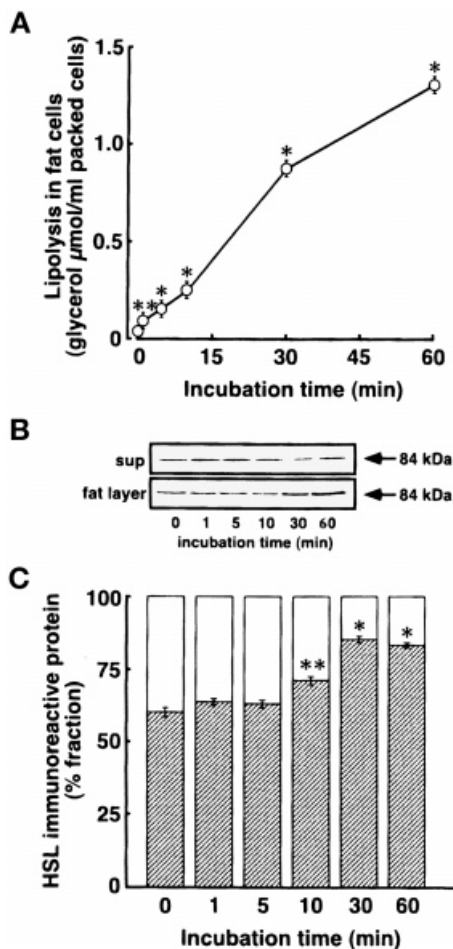 A
Lipolysis in fat cells
(glycerol µmol/ml packed cells)
1.5
1.0
0.5
0
*
*
*
*
**
*
0 15 30 45 60
Incubation time (min)
B
sup 84 kDa
fat layer 84 kDa
0 1 5 10 30 60
incubation time (min)
C
HSL immunoreactive protein
(% fraction)
100
75
50
25
0
** * *
0 1 5 10 30 60
Incubation time (min)